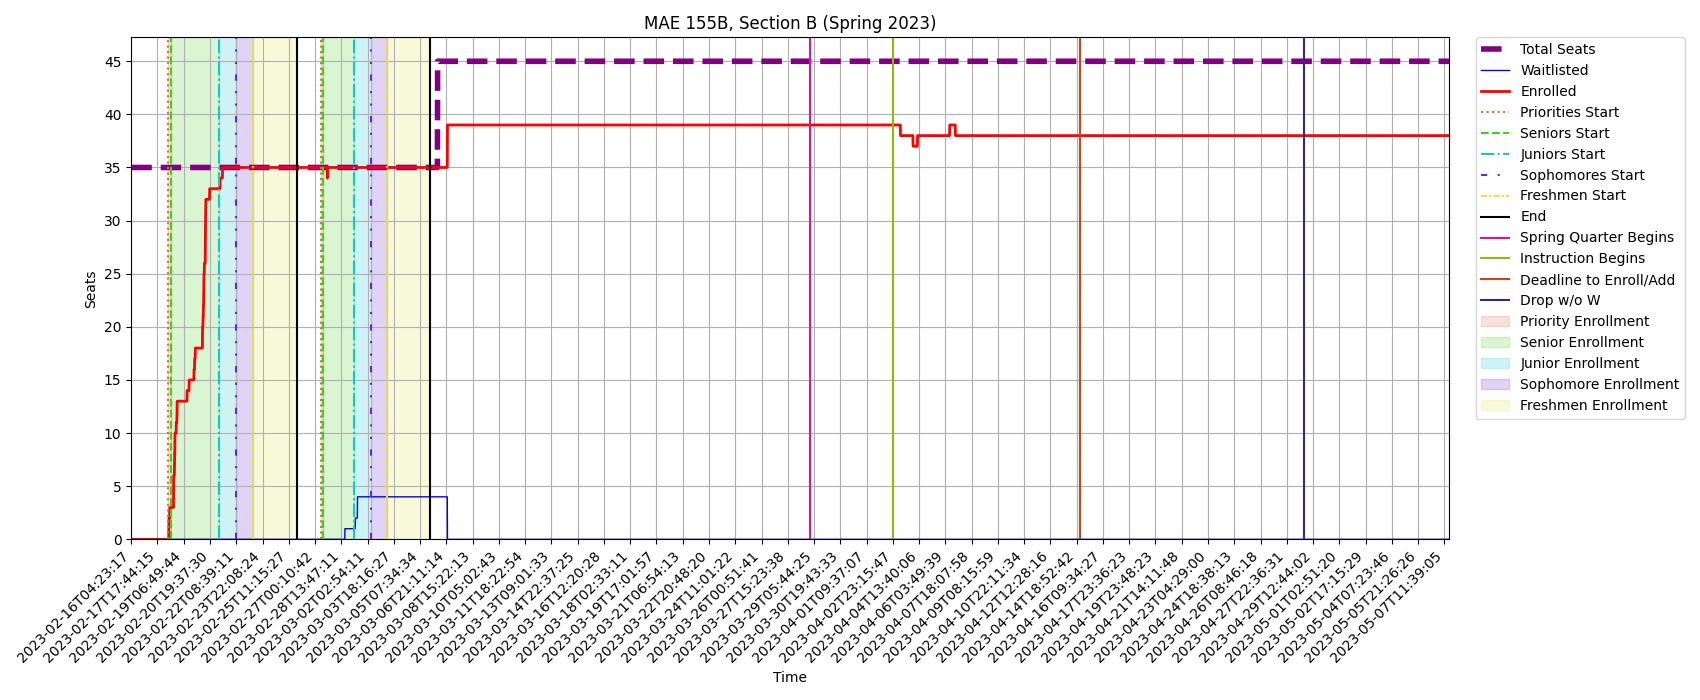 MAE 155B, Section B (Spring 2023)
Seats
45
40
35
30
25
20
15
10
5
0
2023-02-16T04:23:17
2023-02-17T17:44:15
2023-02-19T06:49:44
2023-02-20T19:37:30
2023-02-22T08:39:11
2023-02-23T22:08:24
2023-02-25T11:15:27
2023-02-27T00:10:42
2023-02-28T13:47:11
2023-03-02T02:54:11
2023-03-03T18:16:27
2023-03-05T07:34:34
2023-03-06T21:11:14
2023-03-08T15:22:13
2023-03-10T05:02:43
2023-03-11T18:22:54
2023-03-13T09:01:33
2023-03-14T22:37:25
2023-03-16T12:20:28
2023-03-18T02:33:11
2023-03-19T17:01:57
2023-03-21T06:54:13
2023-03-22T20:48:20
2023-03-24T11:01:22
2023-03-26T00:51:41
2023-03-27T15:23:38
2023-03-29T05:44:25
2023-03-30T19:43:33
2023-04-01T09:37:07
2023-04-02T23:15:47
2023-04-04T13:40:06
2023-04-06T03:49:39
2023-04-07T18:07:58
2023-04-09T08:15:59
2023-04-10T22:11:34
2023-04-12T12:28:16
2023-04-14T18:52:42
2023-04-16T09:34:27
2023-04-17T23:36:23
2023-04-19T23:48:23
2023-04-21T14:11:48
2023-04-23T04:29:00
2023-04-24T18:38:13
2023-04-26T08:46:18
2023-04-27T22:36:31
2023-04-29T12:44:02
2023-05-01T02:51:20
2023-05-02T17:15:29
2023-05-04T07:23:46
2023-05-05T21:26:26
2023-05-07T11:39:05
Time
Total Seats
Waitlisted
Enrolled
Priorities Start
Seniors Start
Juniors Start
Sophomores Start
Freshmen Start
End
Spring Quarter Begins
Instruction Begins
Deadline to Enroll/Add
Drop w/o W
Priority Enrollment
Senior Enrollment
Junior Enrollment
Sophomore Enrollment
Freshmen Enrollment